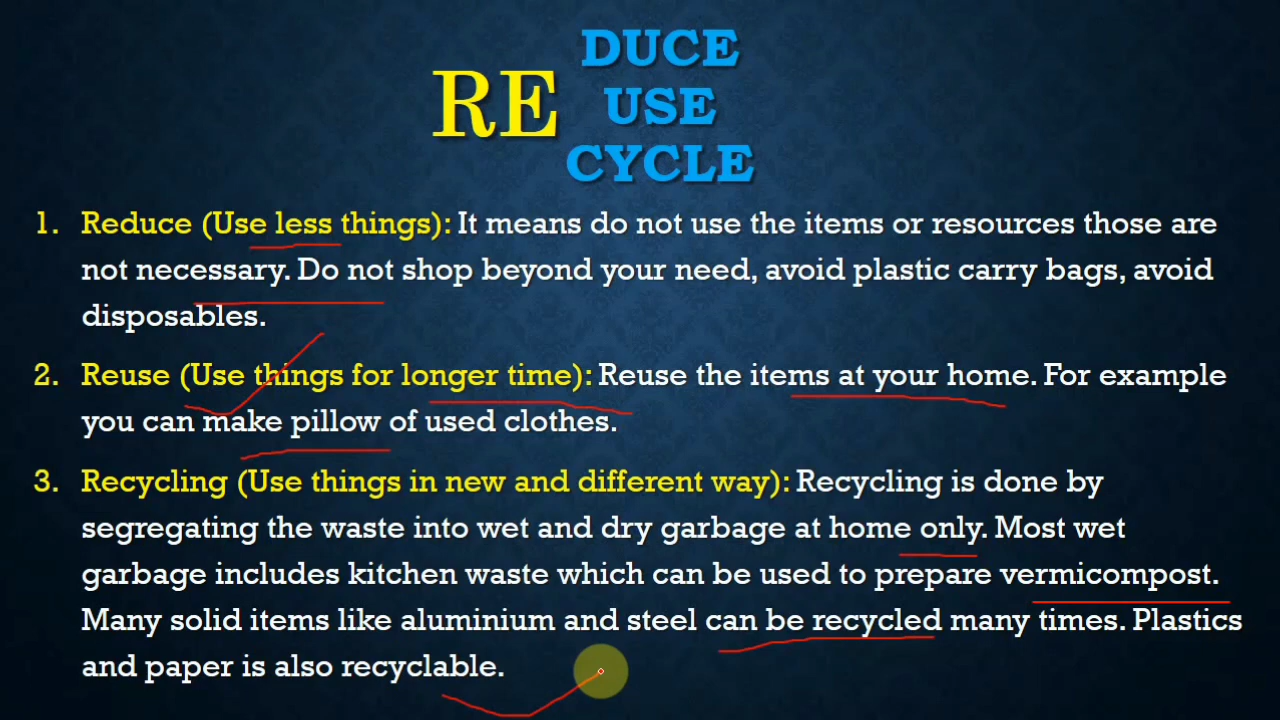 RE
DUCE
USE
CYCLE
1. Reduce (Use less things): It means do not use the items or resources those are
not necessary. Do not shop beyond your need, avoid plastic carry bags, avoid
disposables.
2. Reuse (Use things for longer time): Reuse the items at your home. For example
you can make pillow of used clothes.
3. Recycling (Use things in new and different way): Recycling is done by
segregating the waste into wet and dry garbage at home only. Most wet
garbage includes kitchen waste which can be used to prepare vermicompost.
Many solid items like aluminium and steel can be recycled many times. Plastics
and paper is also recyclable.